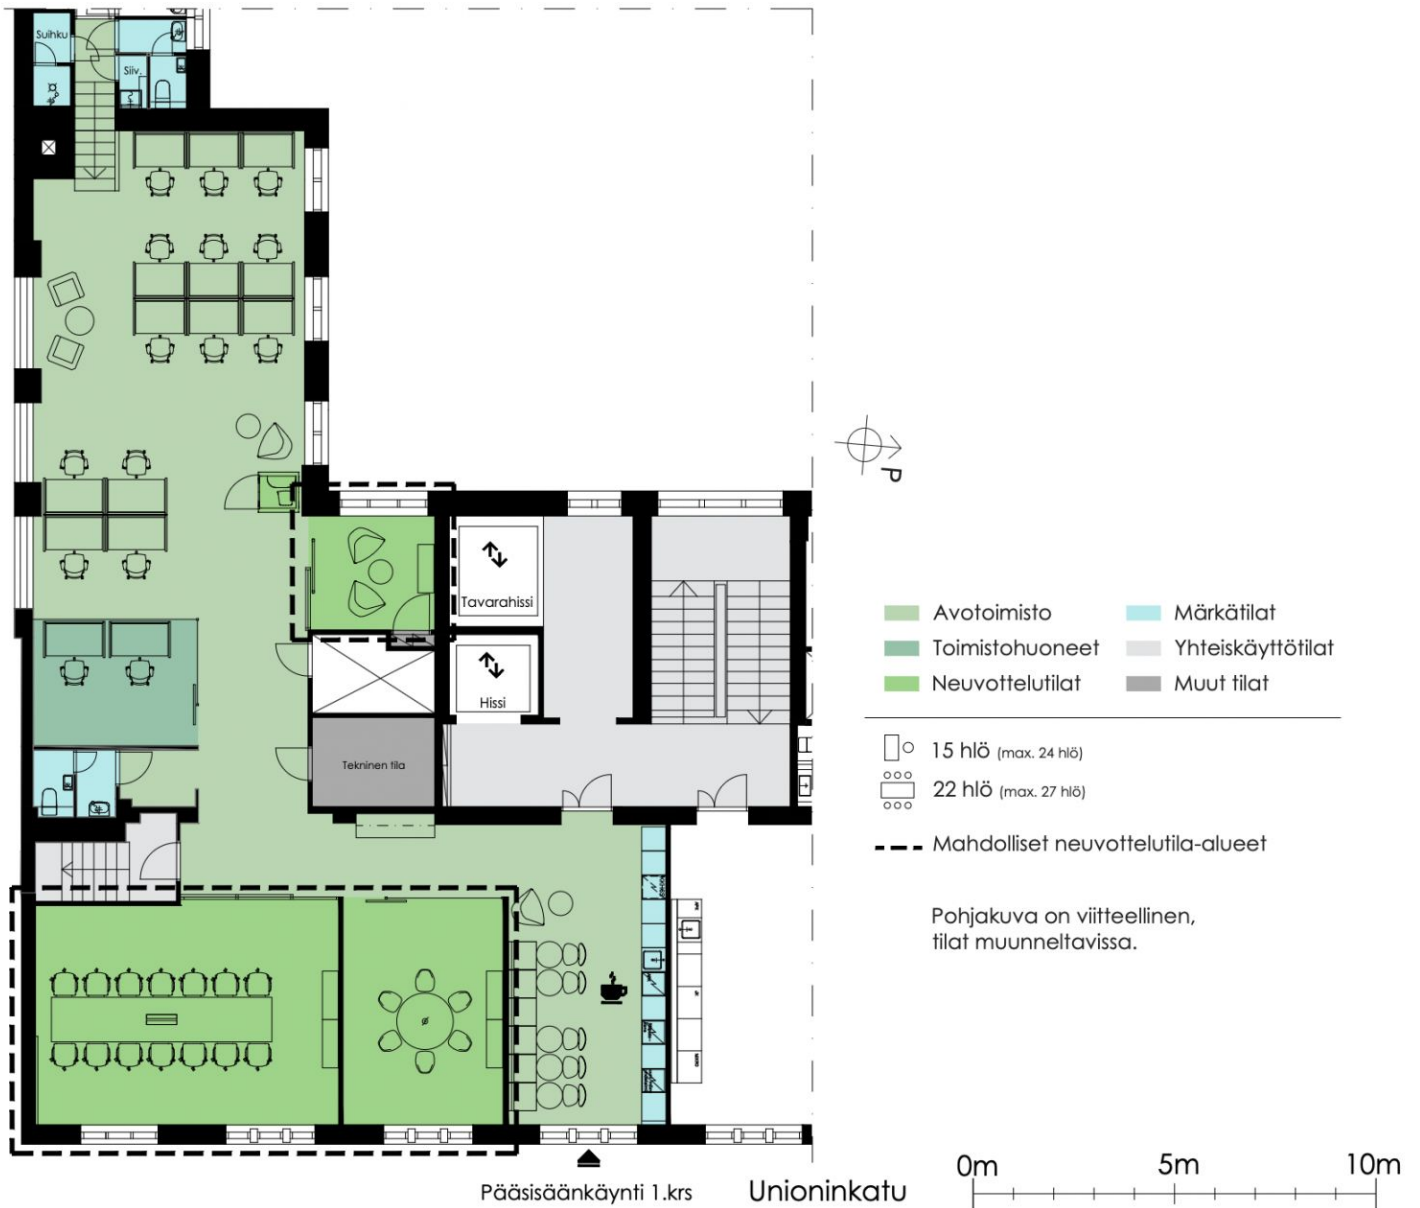 Suihku
Siiv.
P
Tavarahissi
Hissi
Tekninen tila
Avotoimisto
Märkätilat
Toimistohuoneet
Yhteiskäyttötilat
Neuvottelutilat
Muut tilat
15 hlö (max. 24 hlö)
22 hlö (max. 27 hlö)
Mahdolliset neuvottelutila-alueet
Pohjakuva on viitteellinen,
tilat muunneltavissa.
Pääsisäänkäynti 1.krs
Unioninkatu
0m 5m 10m